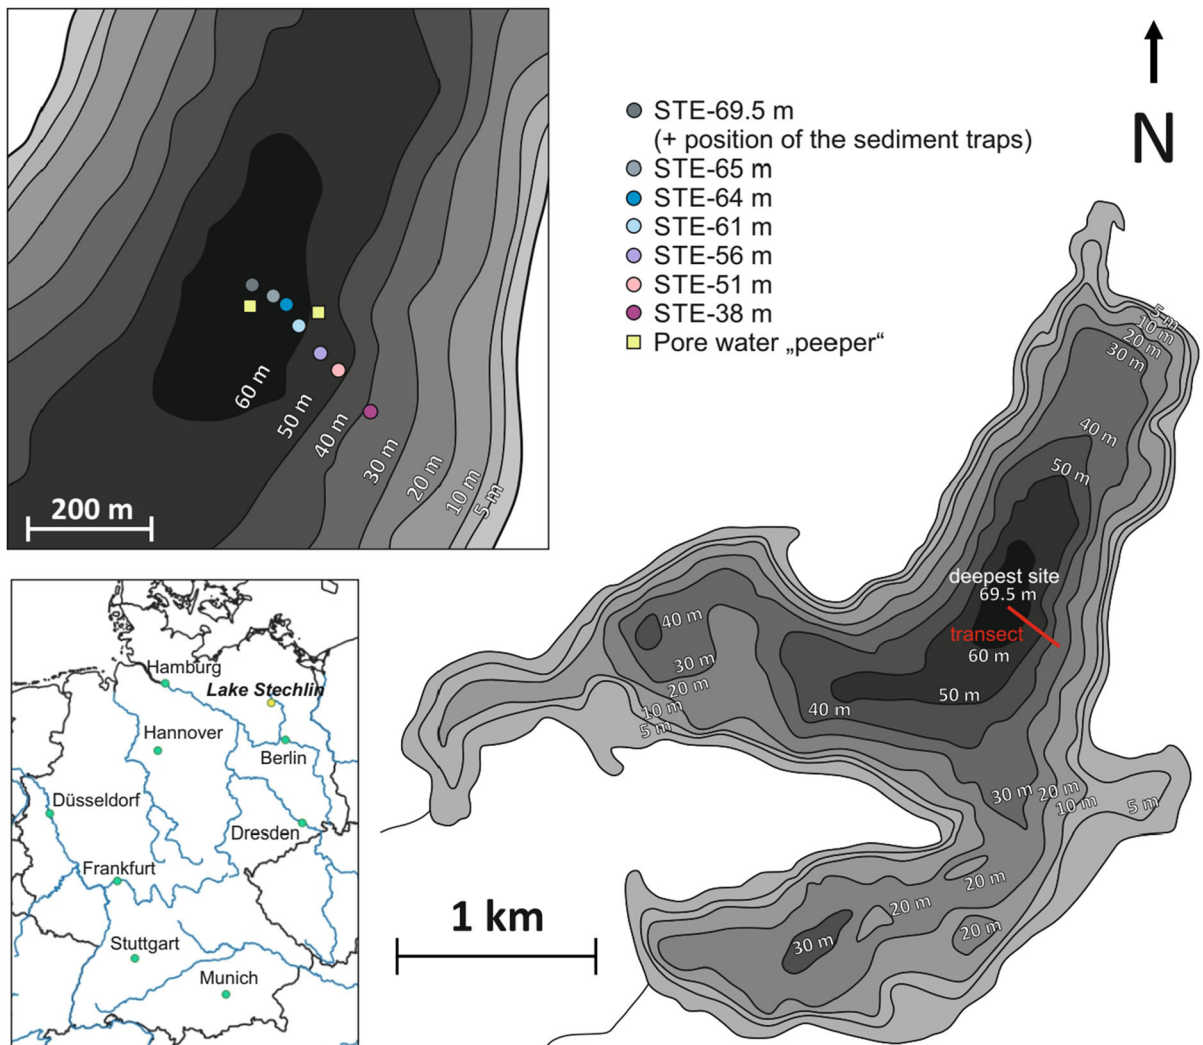 STE-69.5 m
(+ position of the sediment traps)
STE-65 m
STE-64 m
STE-61 m
STE-56 m
STE-51 m
STE-38 m
Pore water „peeper“
N
60 m
50 m
40 m
30 m
20 m
10 m
5 m
200 m
Hamburg
Lake Stechlin
Hannover
Berlin
Düsseldorf
Dresden
Frankfurt
Stuttgart
Munich
5 m
10 m
20 m
30 m
40 m
50 m
deepest site
69.5 m
transect
60 m
50 m
40 m
40 m
30 m
20 m
10 m
5 m
30 m
20 m
10 m
5 m
20 m
20 m
20 m
30 m
1 km